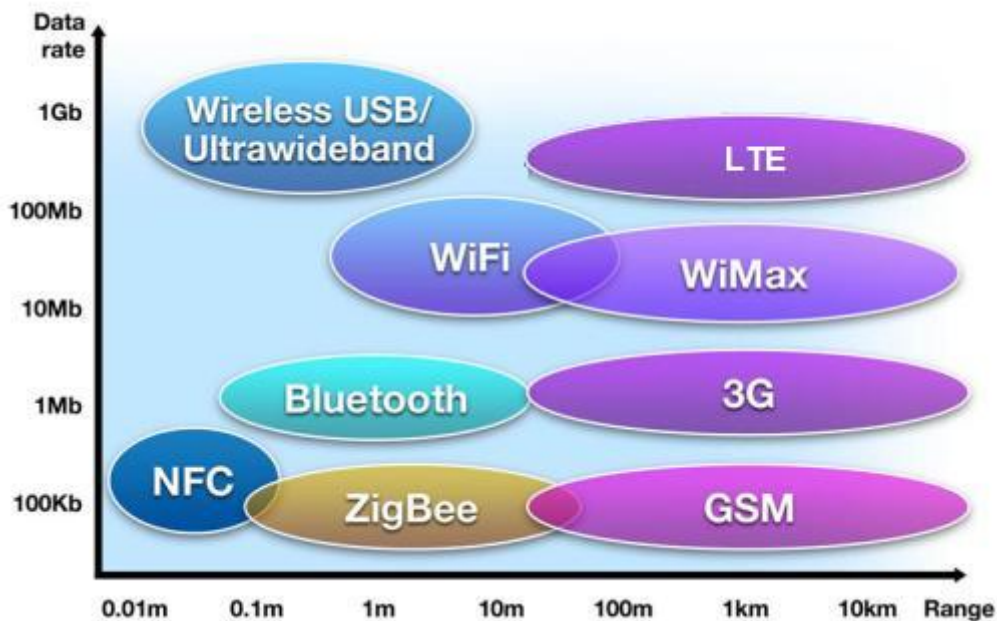 Data
rate
1Gb
Wireless USB/
Ultrawideband
LTE
100Mb
WiFi
WiMax
10Mb
Bluetooth
3G
1Mb
NFC
ZigBee
GSM
100Kb
0.01m 0.1m 1m 10m 100m 1km 10km Range